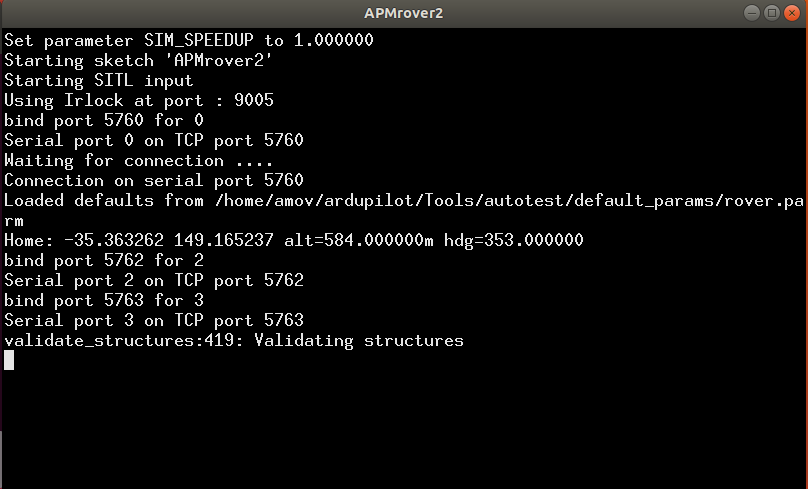 APMrover2
Set parameter SIM_SPEEDUP to 1.000000
Starting sketch 'APMrover2'
Starting SITL input
Using Irlock at port : 9005
bind port 5760 for 0
Serial port 0 on TCP port 5760
Waiting for connection ....
Connection on serial port 5760
Loaded defaults from /home/amov/ardupilot/Tools/autotest/default_params/rover.pa
rm
Home: -35.363262 149.165237 alt=584.000000m hdg=353.000000
bind port 5762 for 2
Serial port 2 on TCP port 5762
bind port 5763 for 3
Serial port 3 on TCP port 5763
validate_structures:419: Validating structures